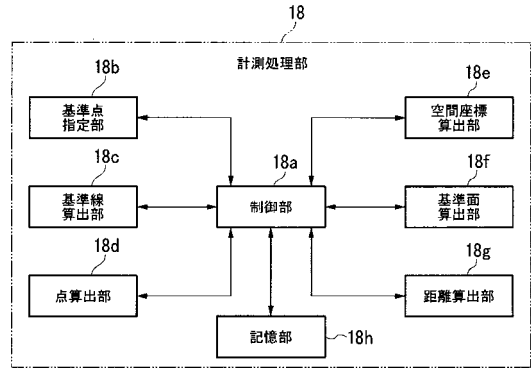 18
計測処理部
18b
基準点
指定部
18e
空間座標
算出部
18c
基準線
算出部
18a
制御部
18f
基準面
算出部
18d
点算出部
18g
距離算出部
記憶部
18h